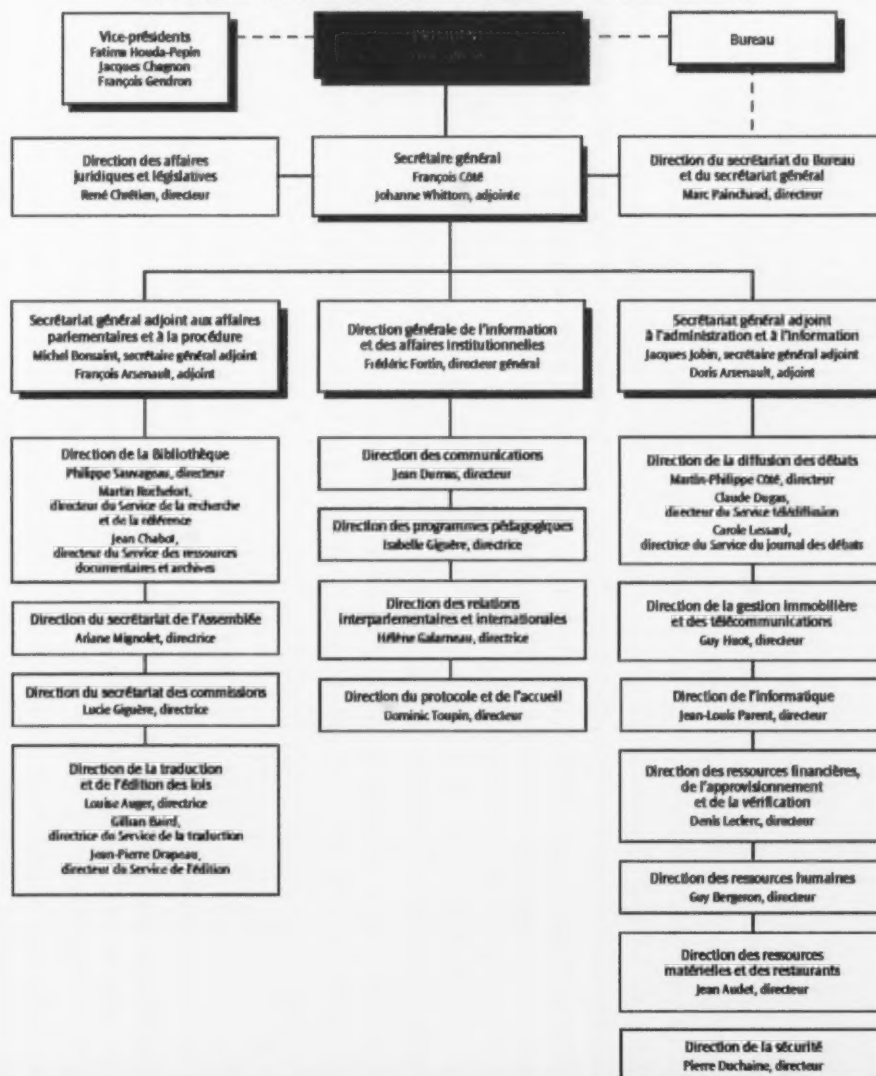 Vice-présidents
Fatima Houda-Pepin
Jacques Chagnon
François Gendron
Bureau
Direction des affaires
juridiques et législatives
René Chrétien, directeur
Secrétaire général
François Côté
Johanne Whittom, adjointe
Direction du secrétariat du Bureau
et du secrétariat général
Marc Painchaud, directeur
Secrétariat général adjoint aux affaires
parlementaires et à la procédure
Michel Bonsaint, secrétaire général adjoint
François Arsenault, adjoint
Direction générale de l'information
et des affaires institutionnelles
Frédéric Fortin, directeur général
Secrétariat général adjoint
à l'administration et à l'information
Jacques Jobin, secrétaire général adjoint
Doris Arsenault, adjoint
Direction de la Bibliothèque
Philippe Sauvageau, directeur
Martin Rochefort,
directeur du Service de la recherche
et de la référence
Jean Chabot,
directeur du Service des ressources
documentaires et archives
Direction du secrétariat de l'Assemblée
Ariane Mignolet, directrice
Direction du secrétariat des commissions
Lucie Giguère, directrice
Direction de la traduction
et de l'édition des lois
Louise Auger, directrice
Gillian Baird,
directrice du Service de la traduction
Jean-Pierre Drapeau,
directeur du Service de l'édition
Direction des communications
Jean Dumas, directeur
Direction des programmes pédagogiques
Isabelle Giguère, directrice
Direction des relations
interparlementaires et internationales
Hélène Galarneau, directrice
Direction du protocole et de l'accueil
Dominic Toupin, directeur
Direction de la diffusion des débats
Martin-Philippe Côté, directeur
Claude Dugas,
directeur du Service télédiffusion
Carole Lessard,
directrice du Service du journal des débats
Direction de la gestion immobilière
et des télécommunications
Guy Huot, directeur
Direction de l'informatique
Jean-Louis Parent, directeur
Direction des ressources financières,
de l'approvisionnement
et de la vérification
Denis Leclerc, directeur
Direction des ressources humaines
Guy Bergeron, directeur
Direction des ressources
matérielles et des restaurants
Jean Audet, directeur
Direction de la sécurité
Pierre Duchaine, directeur